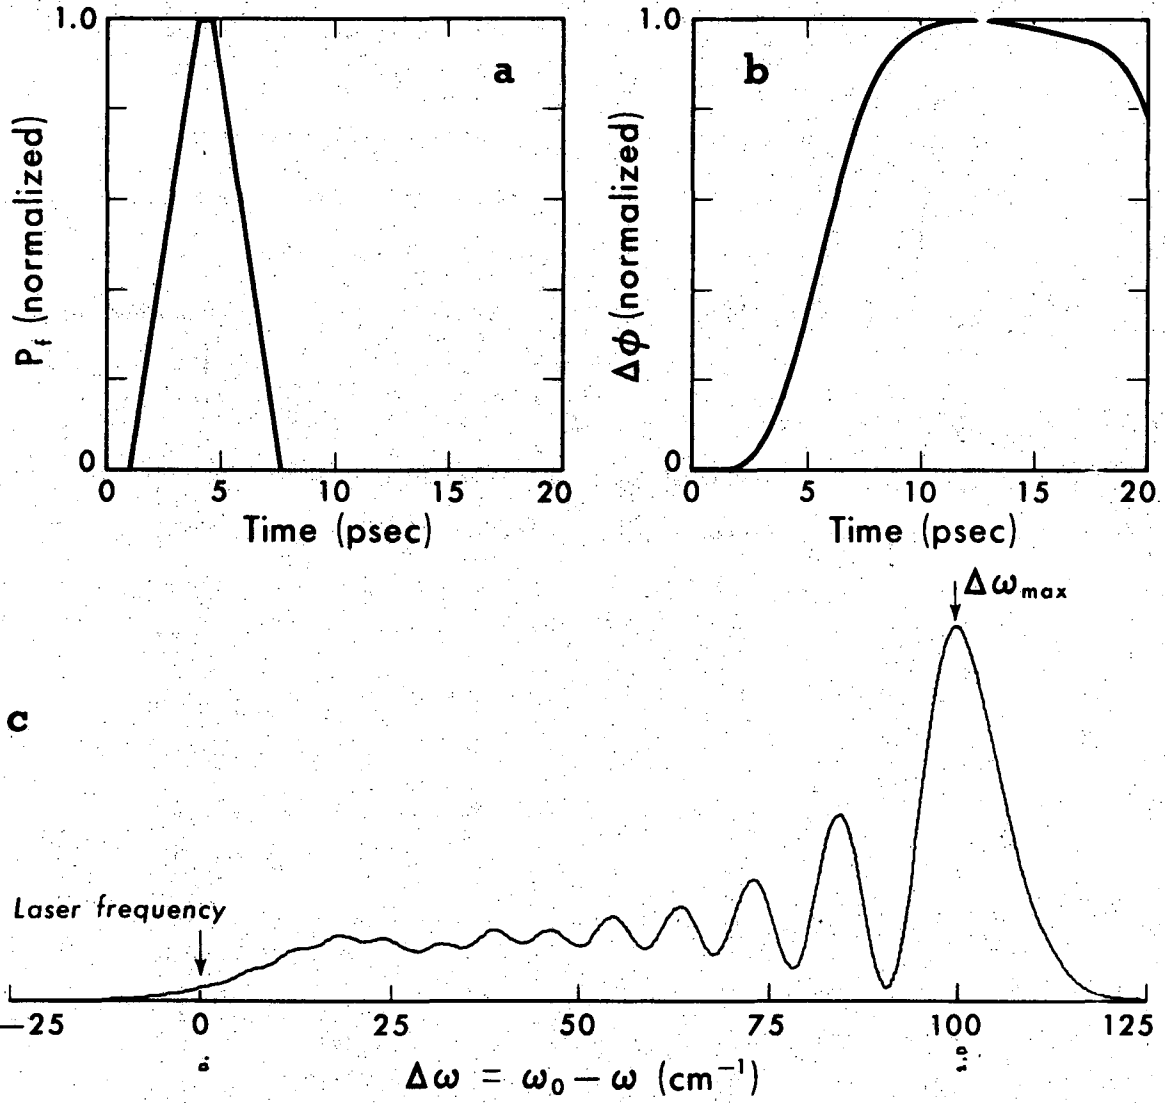 1.0
P_f (normalized)
0
a
0 5 10 15 20
Time (psec)
1.0
Δϕ (normalized)
0
b
0 5 10 15 20
Time (psec)
c
Δω_max
Laser frequency
−25 0 25 50 75 100 125
Δω = ω₀ − ω (cm⁻¹)